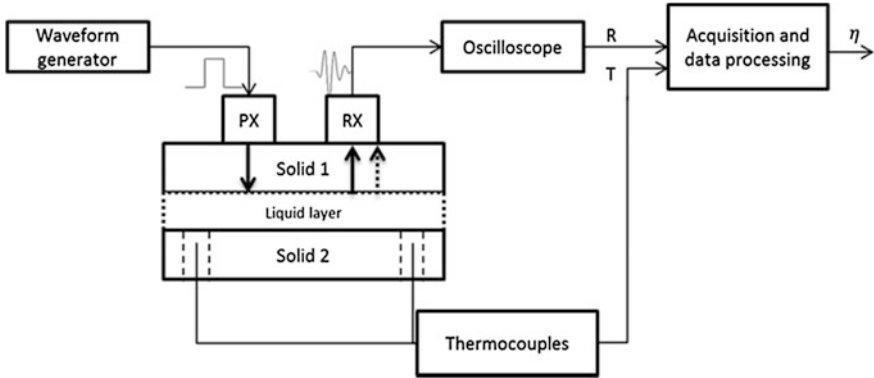 Waveform
generator
Oscilloscope
R
T
Acquisition and
data processing
η
PX
RX
Solid 1
Liquid layer
Solid 2
Thermocouples